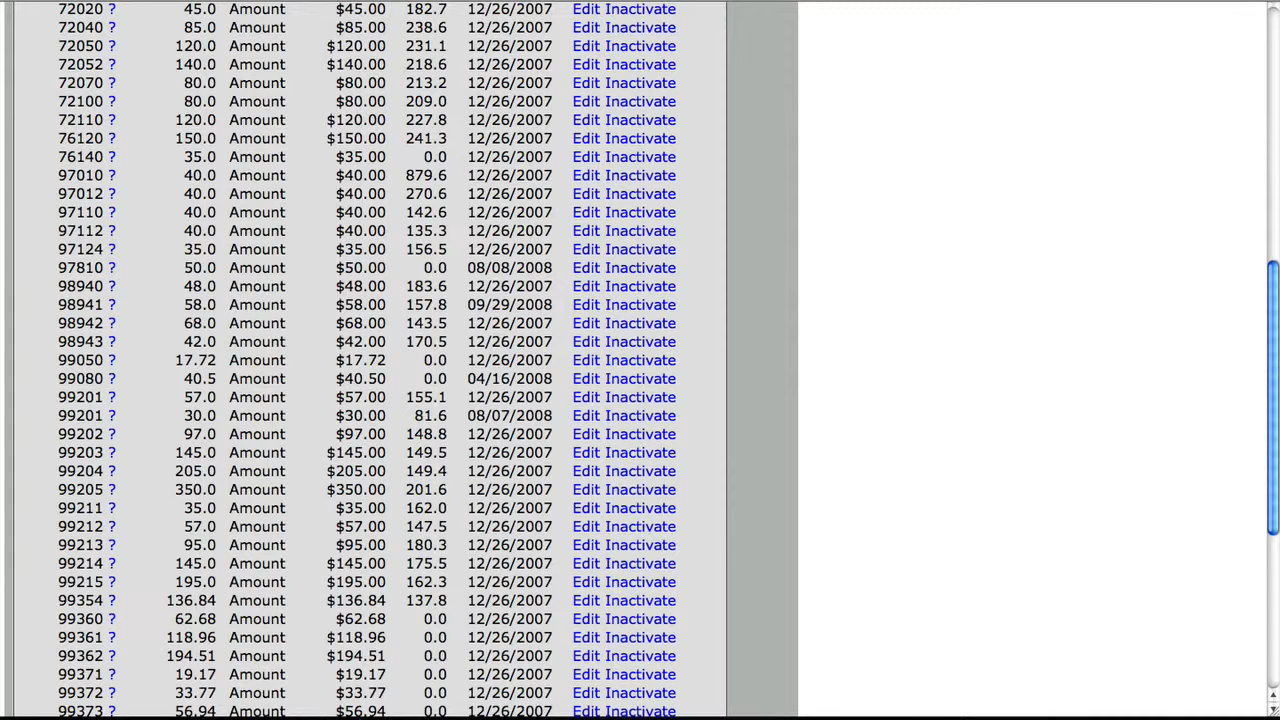 72020 ? 45.0 Amount $45.00 182.7 12/26/2007 Edit Inactivate
72040 ? 85.0 Amount $85.00 238.6 12/26/2007 Edit Inactivate
72050 ? 120.0 Amount $120.00 231.1 12/26/2007 Edit Inactivate
72052 ? 140.0 Amount $140.00 218.6 12/26/2007 Edit Inactivate
72070 ? 80.0 Amount $80.00 213.2 12/26/2007 Edit Inactivate
72100 ? 80.0 Amount $80.00 209.0 12/26/2007 Edit Inactivate
72110 ? 120.0 Amount $120.00 227.8 12/26/2007 Edit Inactivate
76120 ? 150.0 Amount $150.00 241.3 12/26/2007 Edit Inactivate
76140 ? 35.0 Amount $35.00 0.0 12/26/2007 Edit Inactivate
97010 ? 40.0 Amount $40.00 879.6 12/26/2007 Edit Inactivate
97012 ? 40.0 Amount $40.00 270.6 12/26/2007 Edit Inactivate
97110 ? 40.0 Amount $40.00 142.6 12/26/2007 Edit Inactivate
97112 ? 40.0 Amount $40.00 135.3 12/26/2007 Edit Inactivate
97124 ? 35.0 Amount $35.00 156.5 12/26/2007 Edit Inactivate
97810 ? 50.0 Amount $50.00 0.0 08/08/2008 Edit Inactivate
98940 ? 48.0 Amount $48.00 183.6 12/26/2007 Edit Inactivate
98941 ? 58.0 Amount $58.00 157.8 09/29/2008 Edit Inactivate
98942 ? 68.0 Amount $68.00 143.5 12/26/2007 Edit Inactivate
98943 ? 42.0 Amount $42.00 170.5 12/26/2007 Edit Inactivate
99050 ? 17.72 Amount $17.72 0.0 12/26/2007 Edit Inactivate
99080 ? 40.5 Amount $40.50 0.0 04/16/2008 Edit Inactivate
99201 ? 57.0 Amount $57.00 155.1 12/26/2007 Edit Inactivate
99201 ? 30.0 Amount $30.00 81.6 08/07/2008 Edit Inactivate
99202 ? 97.0 Amount $97.00 148.8 12/26/2007 Edit Inactivate
99203 ? 145.0 Amount $145.00 149.5 12/26/2007 Edit Inactivate
99204 ? 205.0 Amount $205.00 149.4 12/26/2007 Edit Inactivate
99205 ? 350.0 Amount $350.00 201.6 12/26/2007 Edit Inactivate
99211 ? 35.0 Amount $35.00 162.0 12/26/2007 Edit Inactivate
99212 ? 57.0 Amount $57.00 147.5 12/26/2007 Edit Inactivate
99213 ? 95.0 Amount $95.00 180.3 12/26/2007 Edit Inactivate
99214 ? 145.0 Amount $145.00 175.5 12/26/2007 Edit Inactivate
99215 ? 195.0 Amount $195.00 162.3 12/26/2007 Edit Inactivate
99354 ? 136.84 Amount $136.84 137.8 12/26/2007 Edit Inactivate
99360 ? 62.68 Amount $62.68 0.0 12/26/2007 Edit Inactivate
99361 ? 118.96 Amount $118.96 0.0 12/26/2007 Edit Inactivate
99362 ? 194.51 Amount $194.51 0.0 12/26/2007 Edit Inactivate
99371 ? 19.17 Amount $19.17 0.0 12/26/2007 Edit Inactivate
99372 ? 33.77 Amount $33.77 0.0 12/26/2007 Edit Inactivate
99373 ? 56.94 Amount $56.94 0.0 12/26/2007 Edit Inactivate